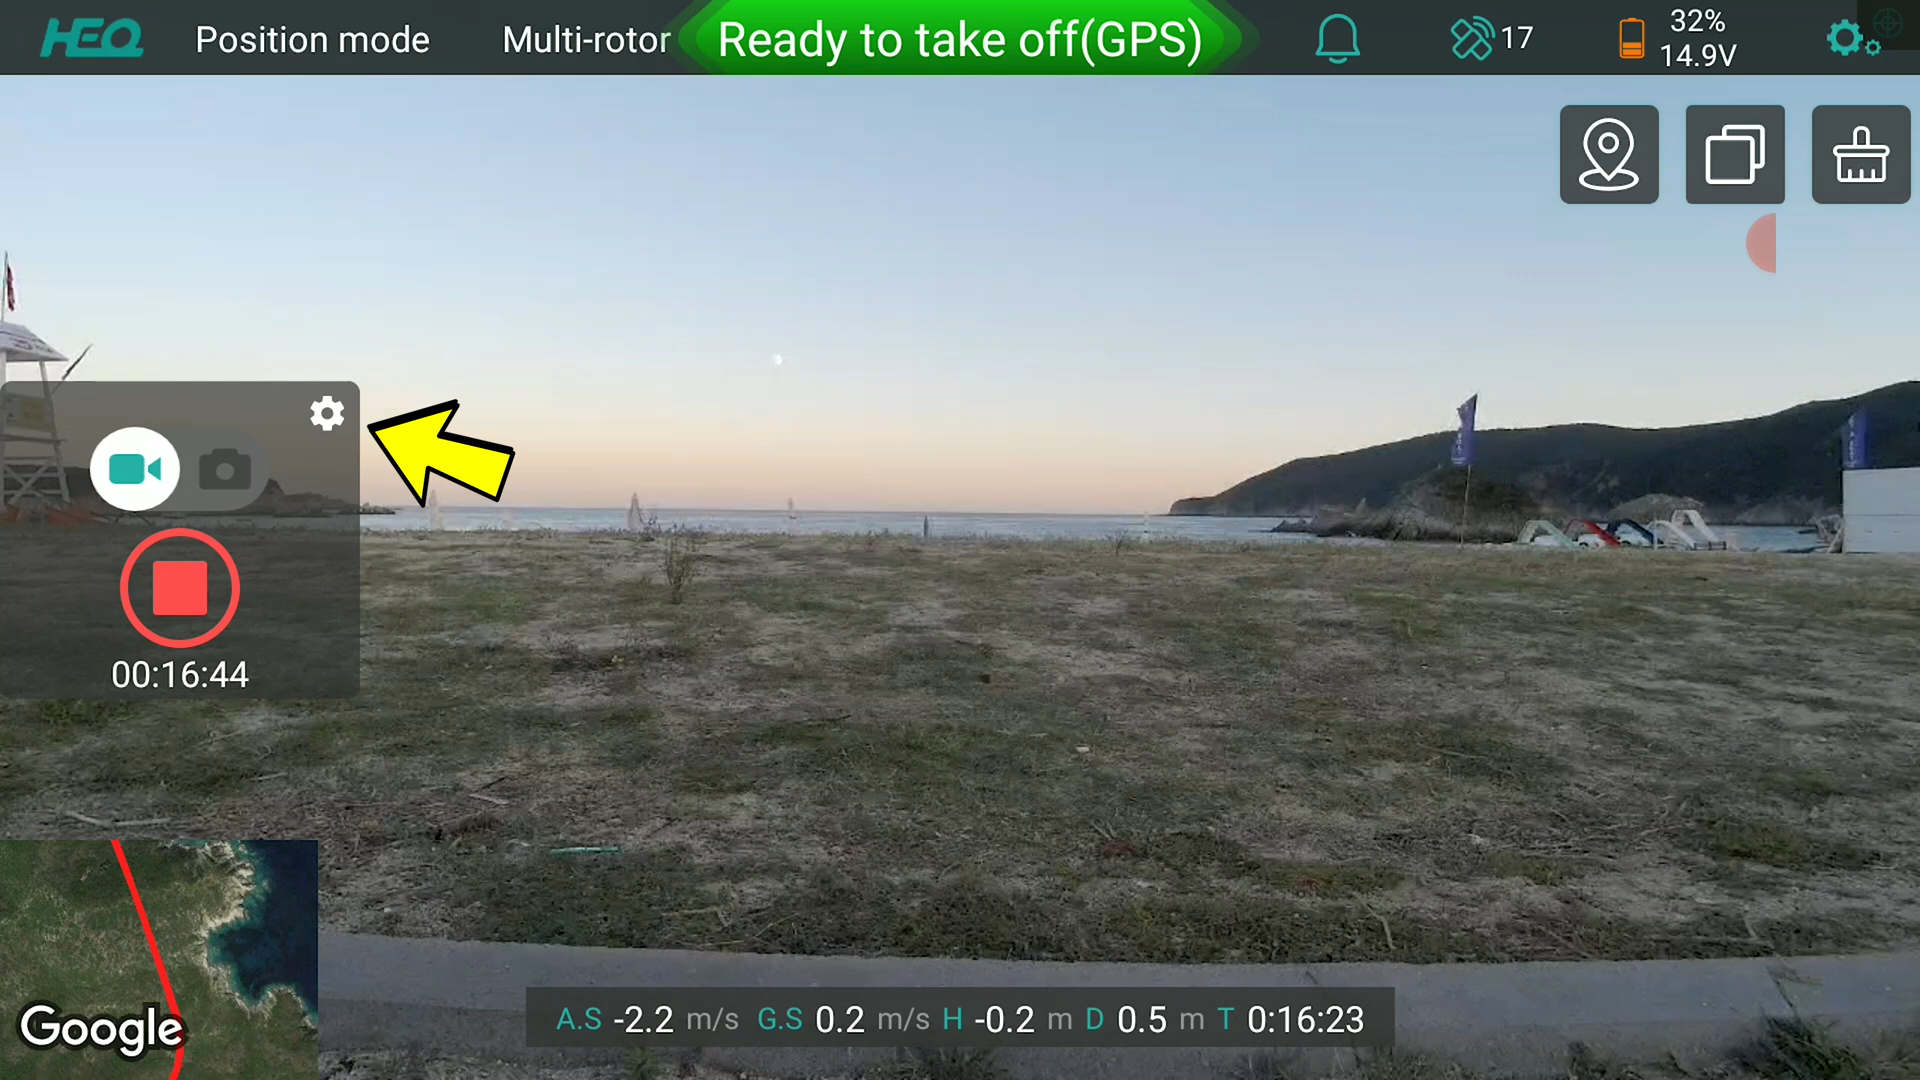 HEQ
Position mode
Multi-rotor
Ready to take off(GPS)
17
32%
14.9V
00:16:44
Google
A.S -2.2 m/s G.S 0.2 m/s H -0.2 m D 0.5 m T 0:16:23